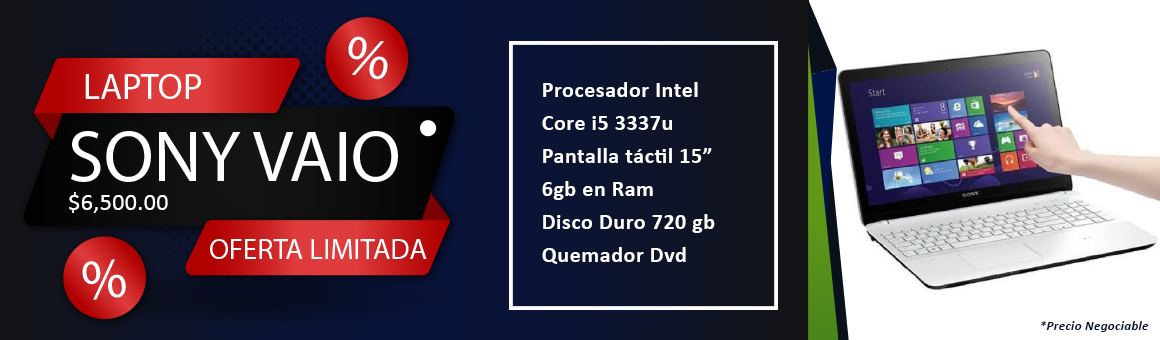 LAPTOP
SONY VAIO
$6,500.00
OFERTA LIMITADA
%
%
Procesador Intel
Core i5 3337u
Pantalla táctil 15”
6gb en Ram
Disco Duro 720 gb
Quemador Dvd
Start
SONY
*Precio Negociable